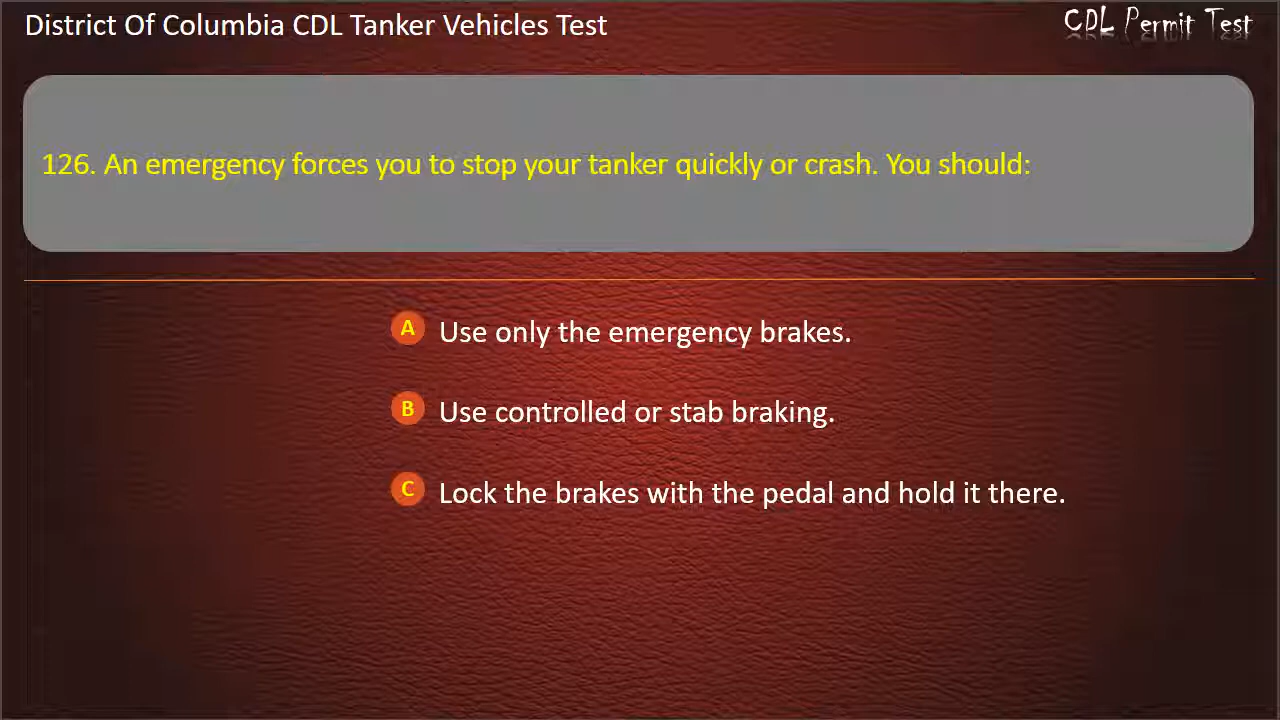 District Of Columbia CDL Tanker Vehicles Test
CDL Permit Test
126. An emergency forces you to stop your tanker quickly or crash. You should:
A Use only the emergency brakes.
B Use controlled or stab braking.
C Lock the brakes with the pedal and hold it there.